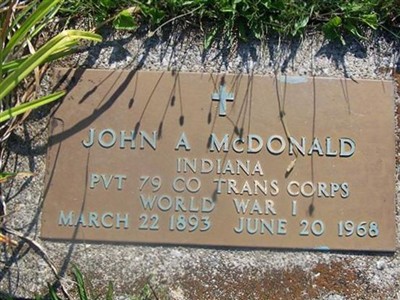 JOHN A McDONALD
INDIANA
PVT 79 CO TRANS CORPS
WORLD WAR I
MARCH 22 1893 JUNE 20 1968